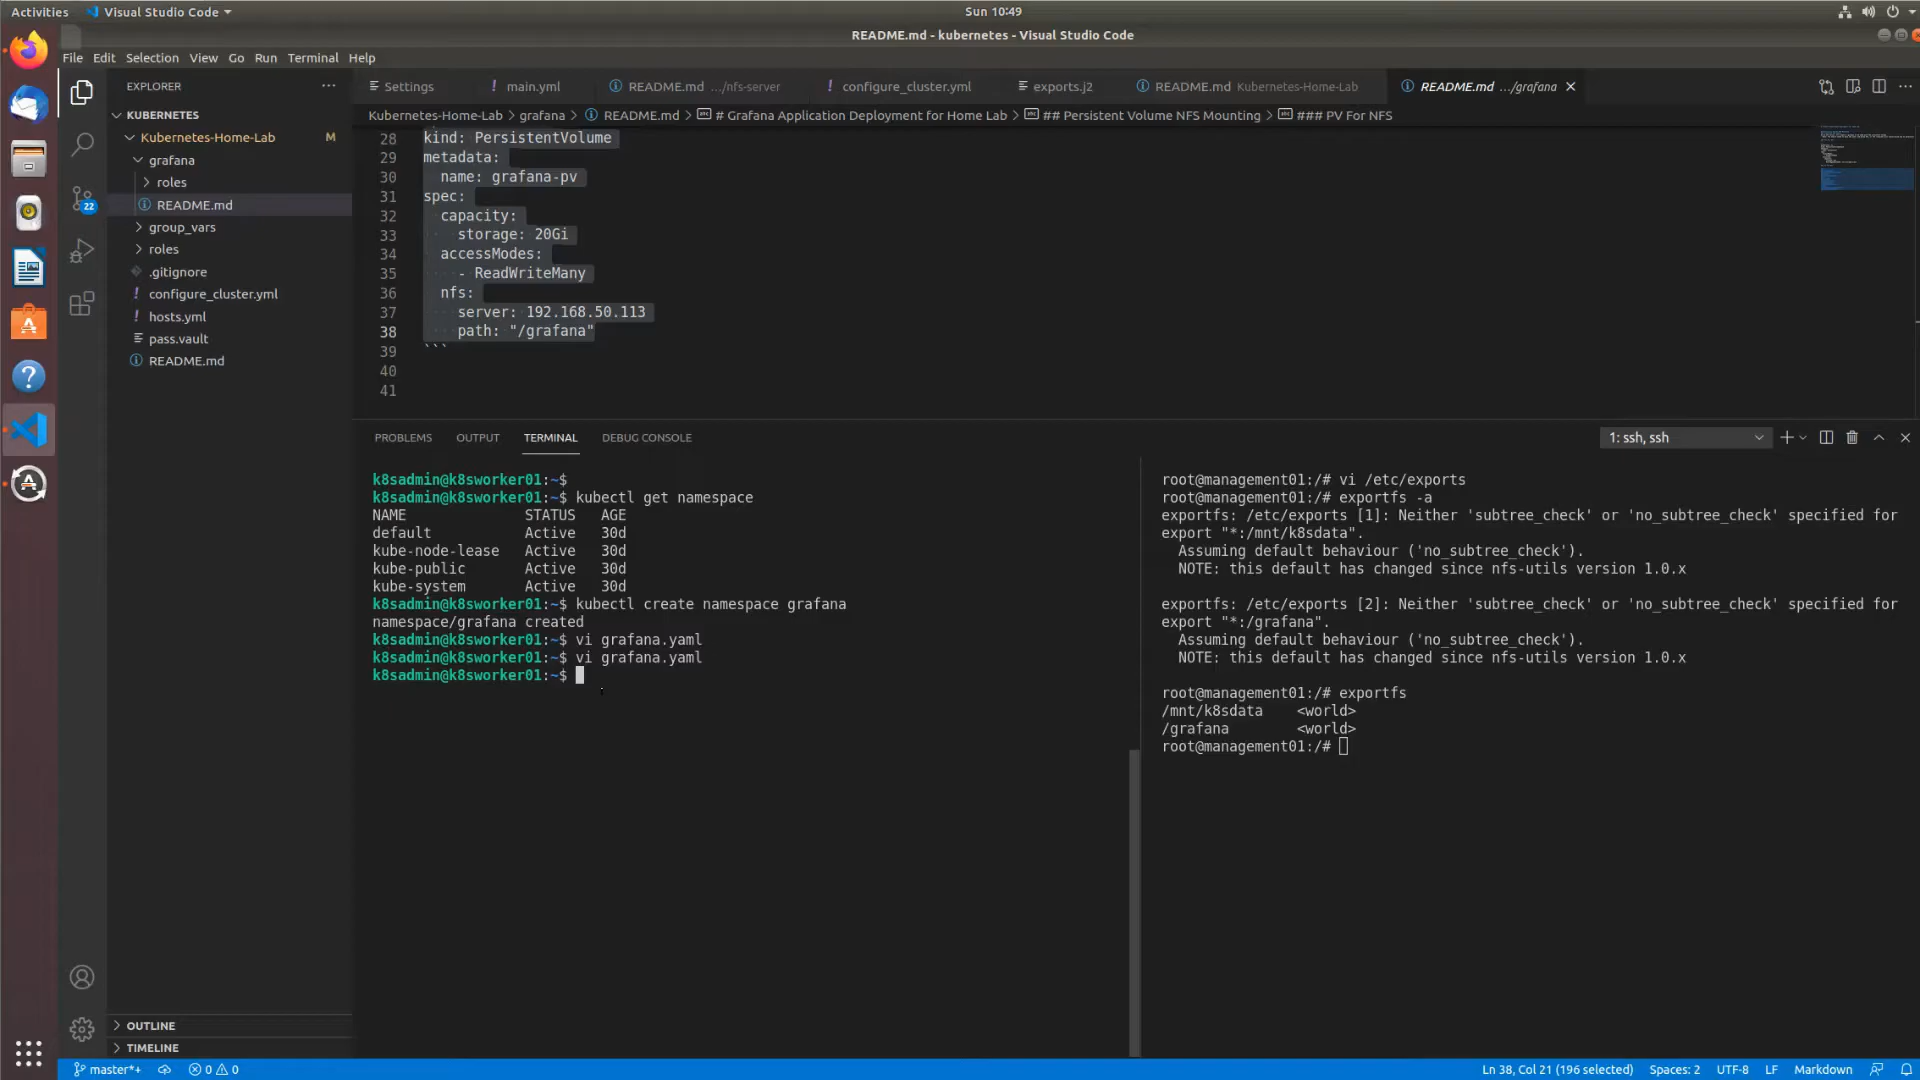 Activities
Visual Studio Code
Sun 10:49
README.md - kubernetes - Visual Studio Code
File Edit Selection View Go Run Terminal Help
EXPLORER
Settings
main.yml
README.md .../nfs-server
configure_cluster.yml
exports.j2
README.md Kubernetes-Home-Lab
README.md .../grafana
Kubernetes-Home-Lab > grafana > README.md > # Grafana Application Deployment for Home Lab > ## Persistent Volume NFS Mounting > ### PV For NFS
KUBERNETES
Kubernetes-Home-Lab M
grafana
roles
README.md
group_vars
roles
.gitignore
configure_cluster.yml
hosts.yml
pass.vault
README.md
22
28 kind: PersistentVolume
29 metadata:
30 name: grafana-pv
31 spec:
32 capacity:
33 storage: 20Gi
34 accessModes:
35 - ReadWriteMany
36 nfs:
37 server: 192.168.50.113
38 path: "/grafana"
39 ```
40
41
PROBLEMS OUTPUT TERMINAL DEBUG CONSOLE
1: ssh, ssh
k8sadmin@k8sworker01:~$
k8sadmin@k8sworker01:~$ kubectl get namespace
NAME STATUS AGE
default Active 30d
kube-node-lease Active 30d
kube-public Active 30d
kube-system Active 30d
k8sadmin@k8sworker01:~$ kubectl create namespace grafana
namespace/grafana created
k8sadmin@k8sworker01:~$ vi grafana.yaml
k8sadmin@k8sworker01:~$ vi grafana.yaml
k8sadmin@k8sworker01:~$
root@management01:/# vi /etc/exports
root@management01:/# exportfs -a
exportfs: /etc/exports [1]: Neither 'subtree_check' or 'no_subtree_check' specified for
export "*:/mnt/k8sdata".
Assuming default behaviour ('no_subtree_check').
NOTE: this default has changed since nfs-utils version 1.0.x
exportfs: /etc/exports [2]: Neither 'subtree_check' or 'no_subtree_check' specified for
export "*:/grafana".
Assuming default behaviour ('no_subtree_check').
NOTE: this default has changed since nfs-utils version 1.0.x
root@management01:/# exportfs
/mnt/k8sdata <world>
/grafana <world>
root@management01:/#
OUTLINE
TIMELINE
master*+
0
0
Ln 38, Col 21 (196 selected)
Spaces: 2
UTF-8
LF
Markdown